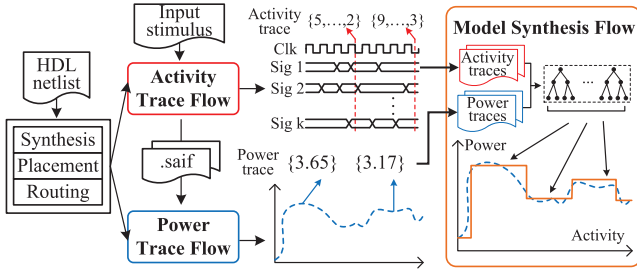 Input
stimulus
HDL
netlist
Synthesis
Placement
Routing
Activity
Trace Flow
.saif
Power
Trace Flow
Activity
trace
{5,...,2} {9,...,3}
Clk
Sig 1
Sig 2
Sig k
Power
trace
{3.65} {3.17}
Model Synthesis Flow
Activity
traces
Power
traces
...
Power
Activity